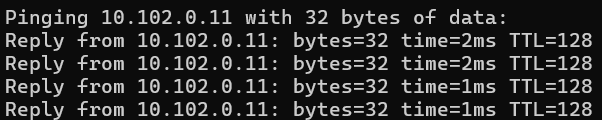 Pinging 10.102.0.11 with 32 bytes of data:
Reply from 10.102.0.11: bytes=32 time=2ms TTL=128
Reply from 10.102.0.11: bytes=32 time=2ms TTL=128
Reply from 10.102.0.11: bytes=32 time=1ms TTL=128
Reply from 10.102.0.11: bytes=32 time=1ms TTL=128